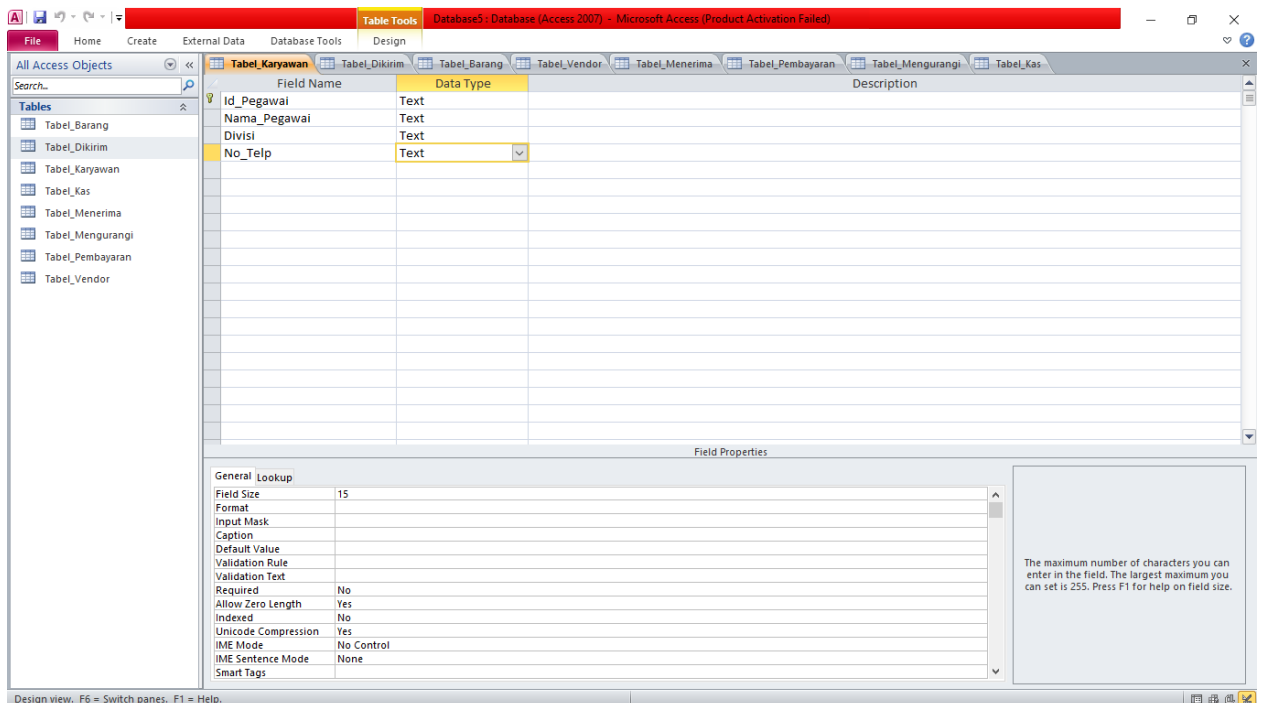 Table Tools Database5 : Database (Access 2007) - Microsoft Access (Product Activation Failed)
File Home Create External Data Database Tools Design
All Access Objects
Search...
Tables
Tabel_Barang
Tabel_Dikirim
Tabel_Karyawan
Tabel_Kas
Tabel_Menerima
Tabel_Mengurangi
Tabel_Pembayaran
Tabel_Vendor
Tabel_Karyawan Tabel_Dikirim Tabel_Barang Tabel_Vendor Tabel_Menerima Tabel_Pembayaran Tabel_Mengurangi Tabel_Kas
Field Name Data Type Description
Id_Pegawai Text
Nama_Pegawai Text
Divisi Text
No_Telp Text
Field Properties
General Lookup
Field Size 15
Format
Input Mask
Caption
Default Value
Validation Rule
Validation Text
Required No
Allow Zero Length Yes
Indexed No
Unicode Compression Yes
IME Mode No Control
IME Sentence Mode None
Smart Tags
The maximum number of characters you can
enter in the field. The largest maximum you
can set is 255. Press F1 for help on field size.
Design view. F6 = Switch panes. F1 = Help.